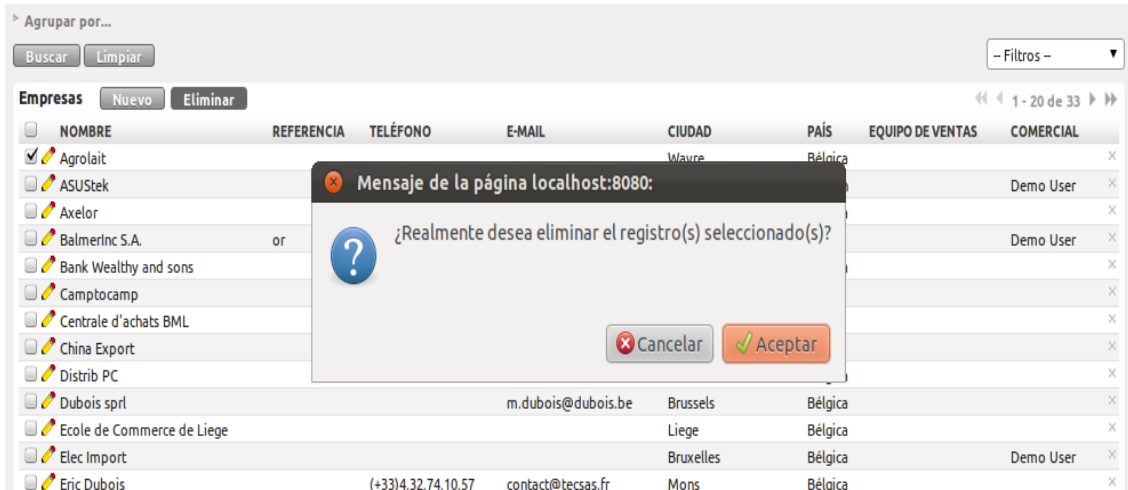 Agrupar por...
Buscar Limpiar -- Filtros --
Empresas Nuevo Eliminar 1 - 20 de 33
NOMBRE REFERENCIA TELÉFONO E-MAIL CIUDAD PAÍS EQUIPO DE VENTAS COMERCIAL
Agrolait Wavre Bélgica
Mensaje de la página localhost:8080:
ASUStek Demo User
Axelor
¿Realmente desea eliminar el registro(s) seleccionado(s)?
BalmerInc S.A. or Demo User
Bank Wealthy and sons
Camptocamp
Centrale d'achats BML
Cancelar Aceptar
China Export
Distrib PC
Dubois sprl m.dubois@dubois.be Brussels Bélgica
Ecole de Commerce de Liege Liege Bélgica
Elec Import Bruxelles Bélgica Demo User
Eric Dubois (+33)4.32.74.10.57 contact@tecsas.fr Mons Bélgica